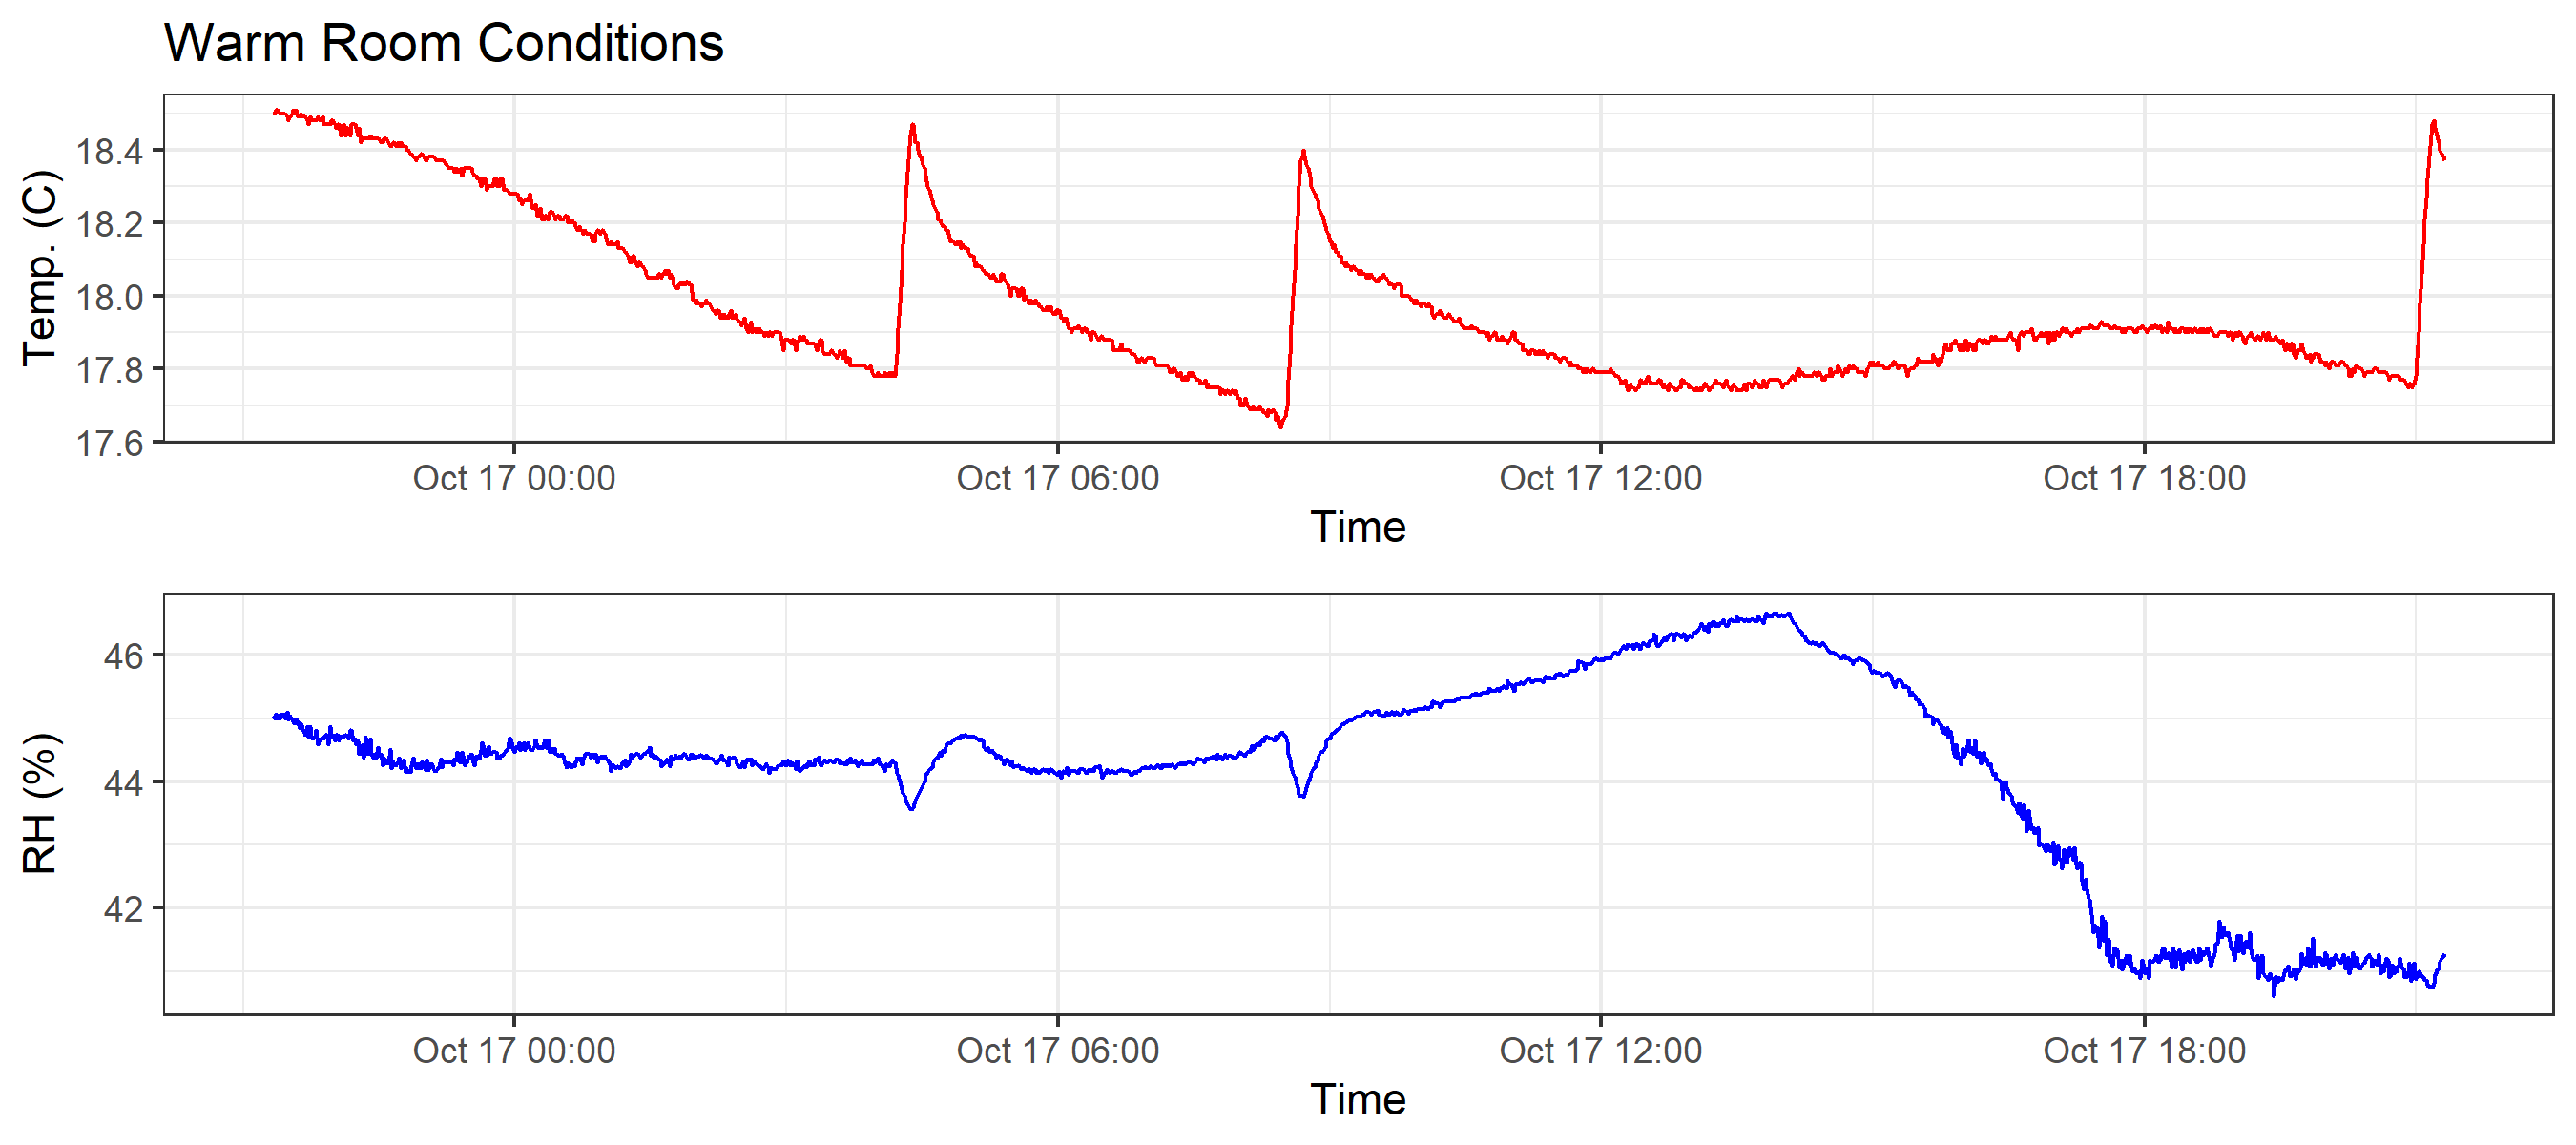 Warm Room Conditions
Temp. (C)
18.4
18.2
18.0
17.8
17.6
Oct 17 00:00 Oct 17 06:00 Oct 17 12:00 Oct 17 18:00
Time
RH (%)
46
44
42
Oct 17 00:00 Oct 17 06:00 Oct 17 12:00 Oct 17 18:00
Time